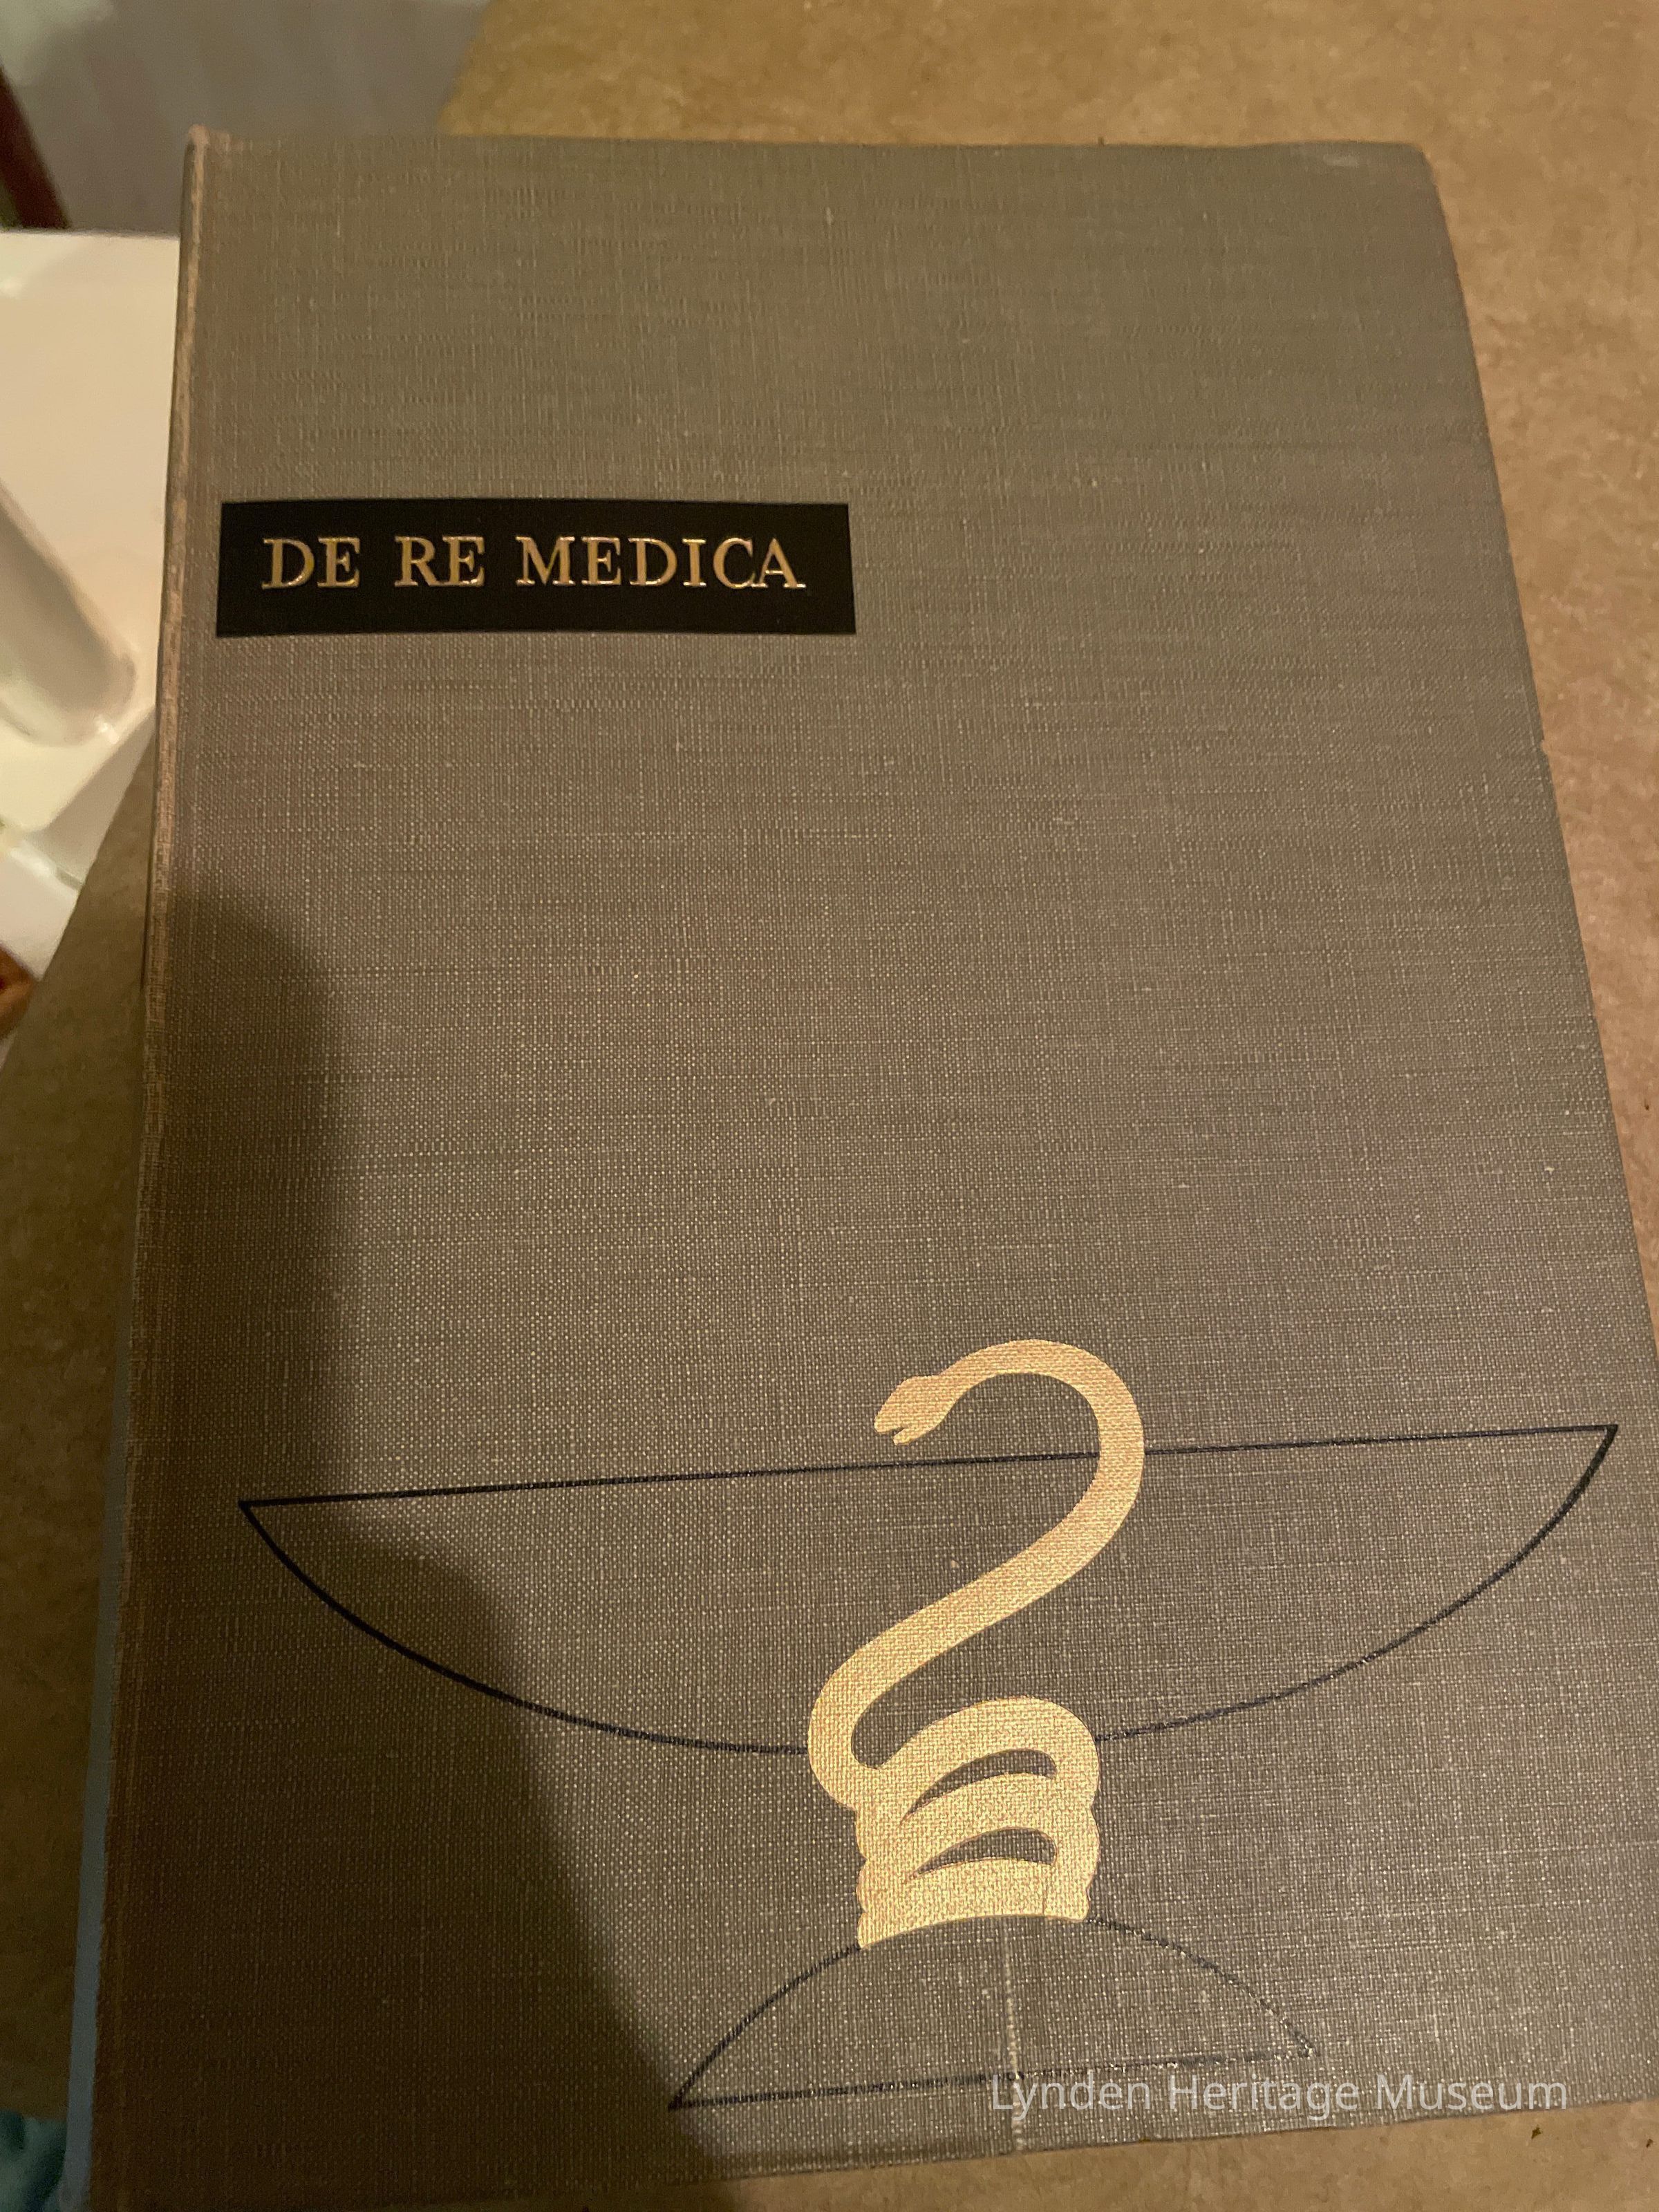 DE RE MEDICA
Lynden Heritage Museum